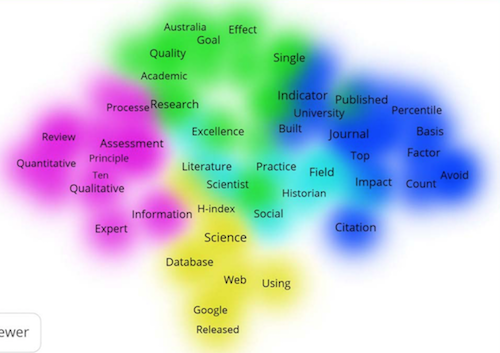 Australia
Effect
Goal
Quality
Single
Academic
Processe
Research
Indicator
Published
University
Percentile
Review
Excellence
Built
Journal
Basis
Assessment
Principle
Quantitative
Literature
Practice
Field
Top
Factor
Ten
Qualitative
Scientist
Historian
Impact
Count
Avoid
Information
H-index
Social
Expert
Science
Citation
Database
Web
Using
Google
Released
ewer